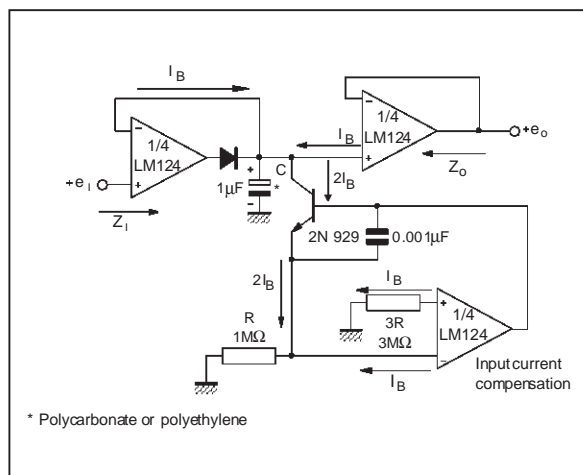 I B
1/4
LM124
I B
1/4
LM124
+e o
Z o
+e I
Z I
+
C
1μF
*
2I B
2N 929
0.001μF
2I B
I B
R
1MΩ
3R
3MΩ
1/4
LM124
I B
Input current
compensation
* Polycarbonate or polyethylene